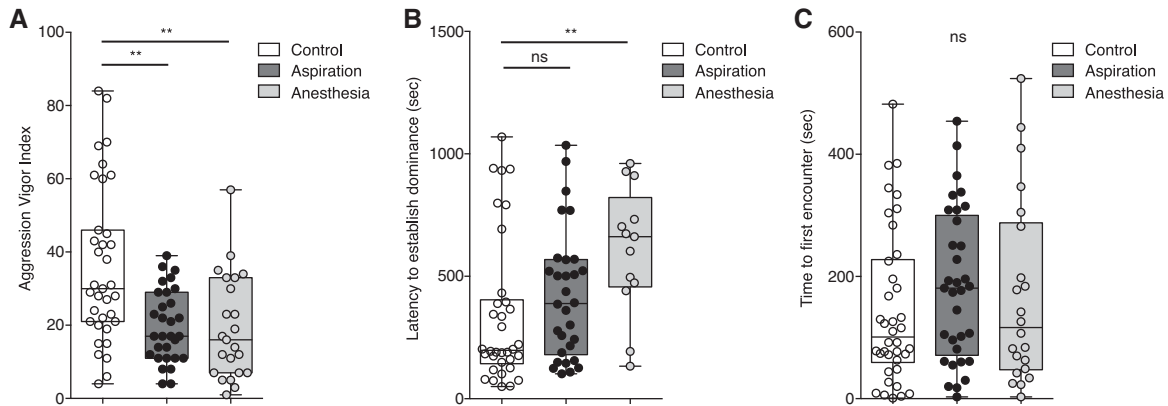 A
Aggression Vigor Index
100
80
60
40
20
0
**
**
Control
Aspiration
Anesthesia
B
Latency to establish dominance (sec)
1500
1000
500
0
**
ns
Control
Aspiration
Anesthesia
C
Time to first encounter (sec)
600
400
200
0
ns
Control
Aspiration
Anesthesia